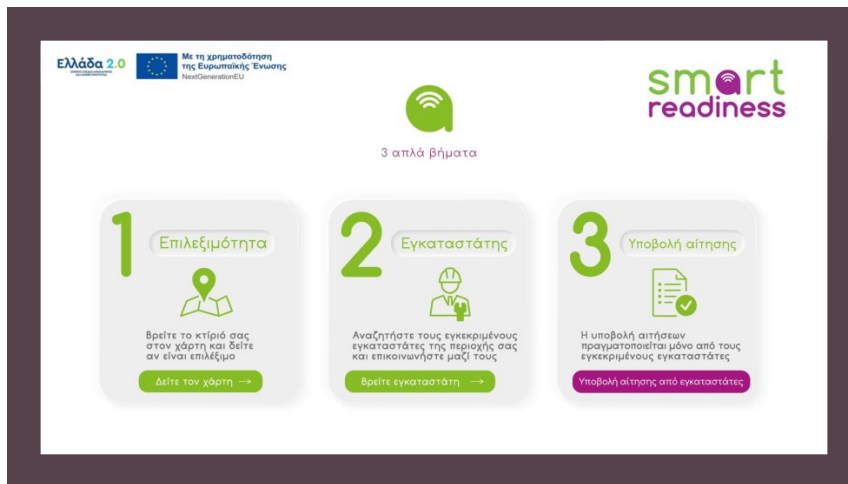 Ελλάδα 2.0
Με τη χρηματοδότηση
της Ευρωπαϊκής Ένωσης
NextGenerationEU
smart
readiness
3 απλά βήματα
1
Επιλεξιμότητα
Βρείτε το κτίριό σας
στον χάρτη και δείτε
αν είναι επιλέξιμο
Δείτε τον χάρτη →
2
Εγκαταστάτης
Αναζητήστε τους εγκεκριμένους
εγκαταστάτες της περιοχής σας
και επικοινωνήστε μαζί τους
Βρείτε εγκαταστάτη →
3
Υποβολή αίτησης
Η υποβολή αιτήσεων
πραγματοποιείται μόνο από τους
εγκεκριμένους εγκαταστάτες
Υποβολή αίτησης από εγκαταστάτες